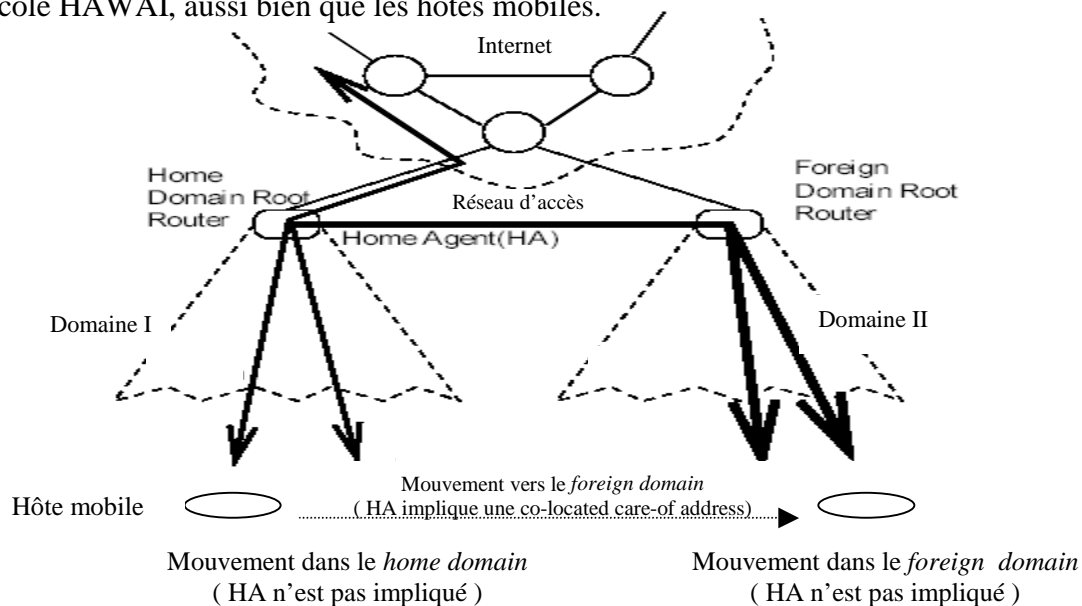 cole HAWAI, aussi bien que les hôtes mobiles.
Internet
Home
Domain Root
Router
Foreign
Domain Root
Router
Réseau d’accès
Home Agent(HA)
Domaine I
Domaine II
Hôte mobile
Mouvement vers le foreign domain
( HA implique une co-located care-of address)
Mouvement dans le home domain
( HA n’est pas impliqué )
Mouvement dans le foreign domain
( HA n’est pas impliqué )